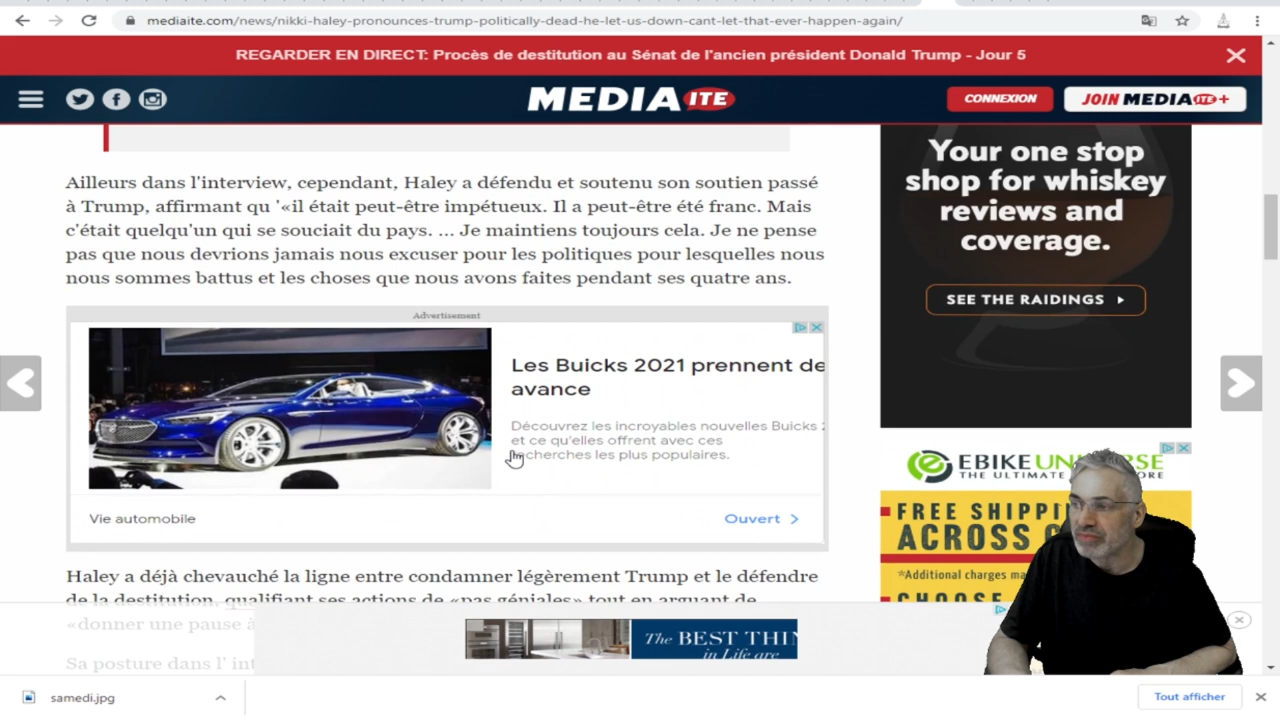 mediaite.com/news/nikki-haley-pronounces-trump-politically-dead-he-let-us-down-cant-let-that-ever-happen-again/
REGARDER EN DIRECT: Procès de destitution au Sénat de l'ancien président Donald Trump - Jour 5
MEDIAITE
CONNEXION
JOIN MEDIAITE+
Ailleurs dans l'interview, cependant, Haley a défendu et soutenu son soutien passé
à Trump, affirmant qu '«il était peut-être impétueux. Il a peut-être été franc. Mais
c'était quelqu'un qui se souciait du pays. ... Je maintiens toujours cela. Je ne pense
pas que nous devrions jamais nous excuser pour les politiques pour lesquelles nous
nous sommes battus et les choses que nous avons faites pendant ses quatre ans.
Advertisement
Les Buicks 2021 prennent de
avance
Découvrez les incroyables nouvelles Buicks
et ce qu'elles offrent avec ces
recherches les plus populaires.
Vie automobile
Ouvert
Haley a déjà chevauché la ligne entre condamner légèrement Trump et le défendre
de la destitution, qualifiant ses actions de «pas géniales» tout en arguant de
«donner une pause à
Sa posture dans l' int
Your one stop
shop for whiskey
reviews and
coverage.
SEE THE RAIDINGS
EBIKE UNIVERSE
THE ULTIMATE
FREE SHIPPI
ACROSS
*Additional charges ma
CHOOSE
The BEST THIN
in Life are
samedi.jpg
Tout afficher